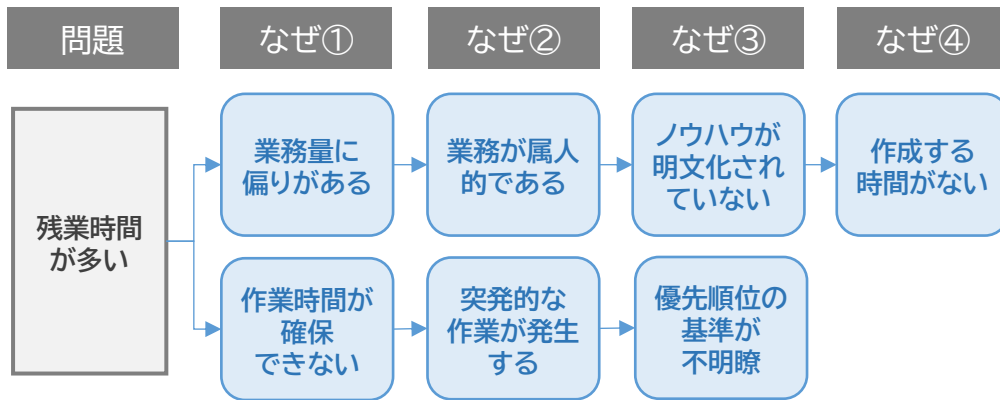 問題
なぜ①
なぜ②
なぜ③
なぜ④
残業時間
が多い
業務量に
偏りがある
業務が属人
的である
ノウハウが
明文化され
ていない
作成する
時間がない
作業時間が
確保
できない
突発的な
作業が発生
する
優先順位の
基準が
不明瞭